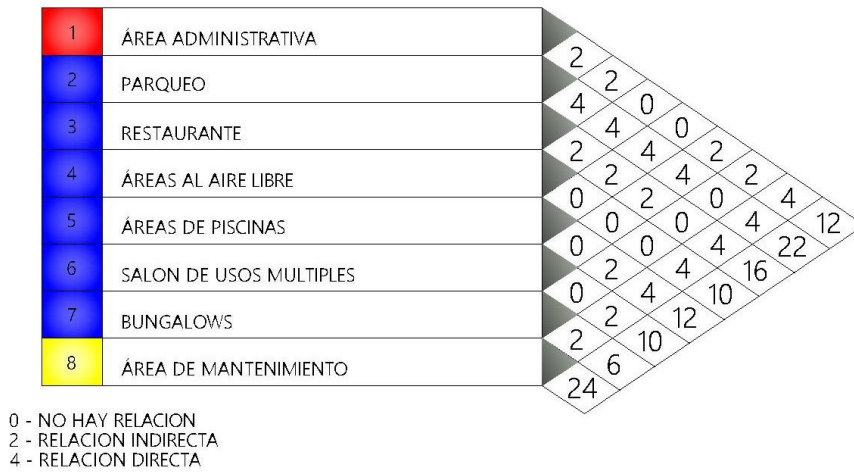 1 ÁREA ADMINISTRATIVA
2 PARQUEO
3 RESTAURANTE
4 ÁREAS AL AIRE LIBRE
5 ÁREAS DE PISCINAS
6 SALON DE USOS MULTIPLES
7 BUNGALOWS
8 ÁREA DE MANTENIMIENTO
2 2 0 0 2 2 4 12
4 4 4 4 0 4 22
2 2 2 0 4 16
0 0 0 4 10
0 2 4 12
0 2 10
2 6
24
0 - NO HAY RELACION
2 - RELACION INDIRECTA
4 - RELACION DIRECTA